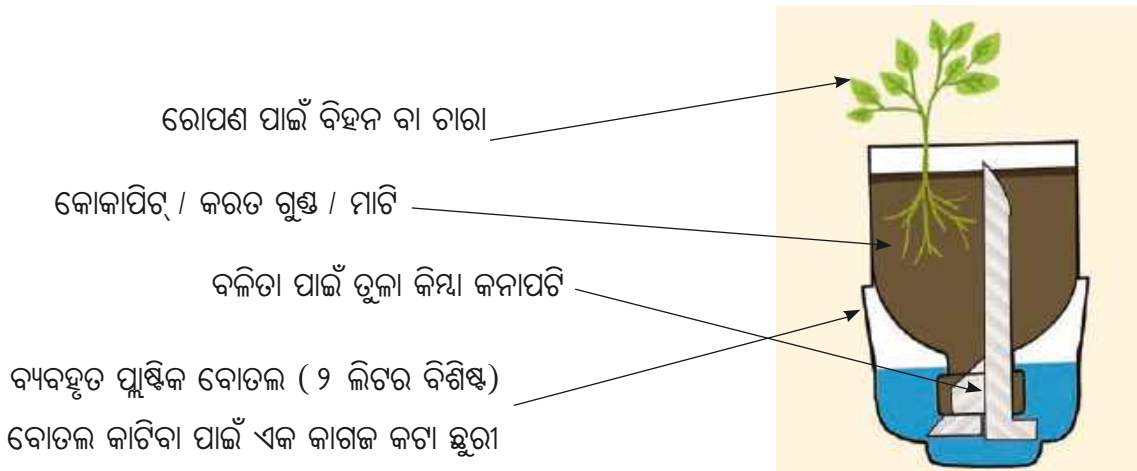 ରୋପଣ ପାଇଁ ବିହନ ବା ଚାରା
କୋକାପିଟ୍ / କରତ ଗୁଣ୍ଡ / ମାଟି
ବଳିତା ପାଇଁ ତୁଳା କିମ୍ବା କନାପଟି
ବ୍ୟବହୃତ ପ୍ଲାଷ୍ଟିକ ବୋତଲ ( ୨ ଲିଟର ବିଶିଷ୍ଟ)
ବୋତଲ କାଟିବା ପାଇଁ ଏକ କାଗଜ କଟା ଛୁରୀ